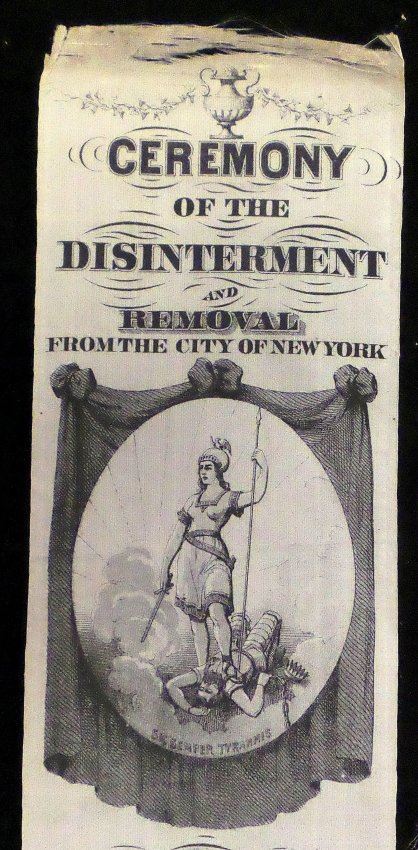 CEREMONY
OF THE
DISINTERMENT
AND
REMOVAL
FROM THE CITY OF NEW YORK
SIC SEMPER TYRANNIS